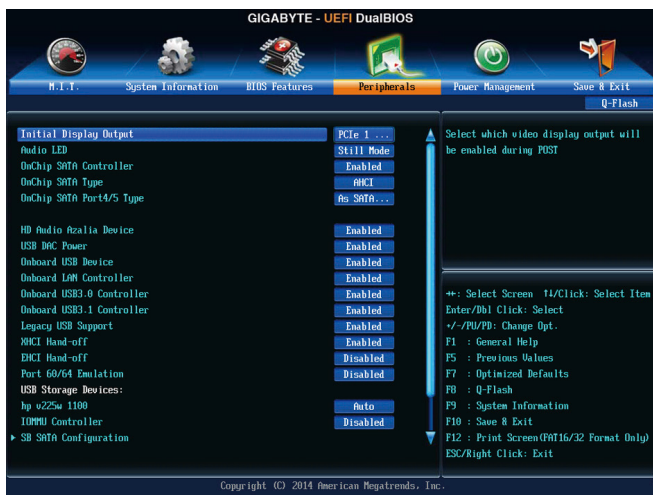 GIGABYTE - UEFI DualBIOS
M.I.T. System Information BIOS Features Peripherals Power Management Save & Exit
Q-Flash
Initial Display Output PCIe 1 ...
Audio LED Still Mode
OnChip SATA Controller Enabled
OnChip SATA Type AHCI
OnChip SATA Port4/5 Type As SATA...
HD Audio Azalia Device Enabled
USB DAC Power Enabled
Onboard USB Device Enabled
Onboard LAN Controller Enabled
Onboard USB3.0 Controller Enabled
Onboard USB3.1 Controller Enabled
Legacy USB Support Enabled
XHCI Hand-off Enabled
EHCI Hand-off Disabled
Port 60/64 Emulation Disabled
USB Storage Devices:
hp v225w 1100 Auto
IOMMU Controller Disabled
SB SATA Configuration
Select which video display output will
be enabled during POST
↔: Select Screen ↑↓/Click: Select Item
Enter/Dbl Click: Select
+/-/PU/PD: Change Opt.
F1 : General Help
F5 : Previous Values
F7 : Optimized Defaults
F8 : Q-Flash
F9 : System Information
F10 : Save & Exit
F12 : Print Screen(FAT16/32 Format Only)
ESC/Right Click: Exit
Copyright (C) 2014 American Megatrends, Inc.